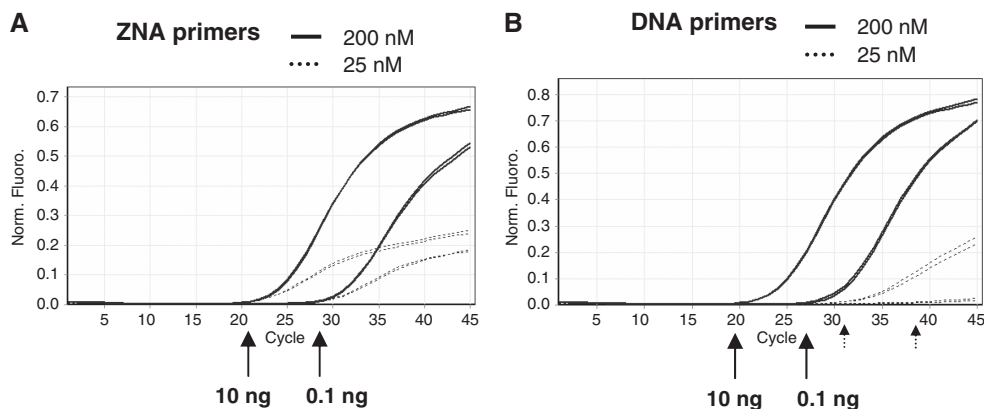 A
ZNA primers
200 nM
25 nM
Norm. Fluoro.
0.7
0.6
0.5
0.4
0.3
0.2
0.1
0.0
5 10 15 20 25 30 35 40 45
Cycle
10 ng 0.1 ng
B
DNA primers
200 nM
25 nM
Norm. Fluoro.
0.8
0.7
0.6
0.5
0.4
0.3
0.2
0.1
0.0
5 10 15 20 25 30 35 40 45
Cycle
10 ng 0.1 ng